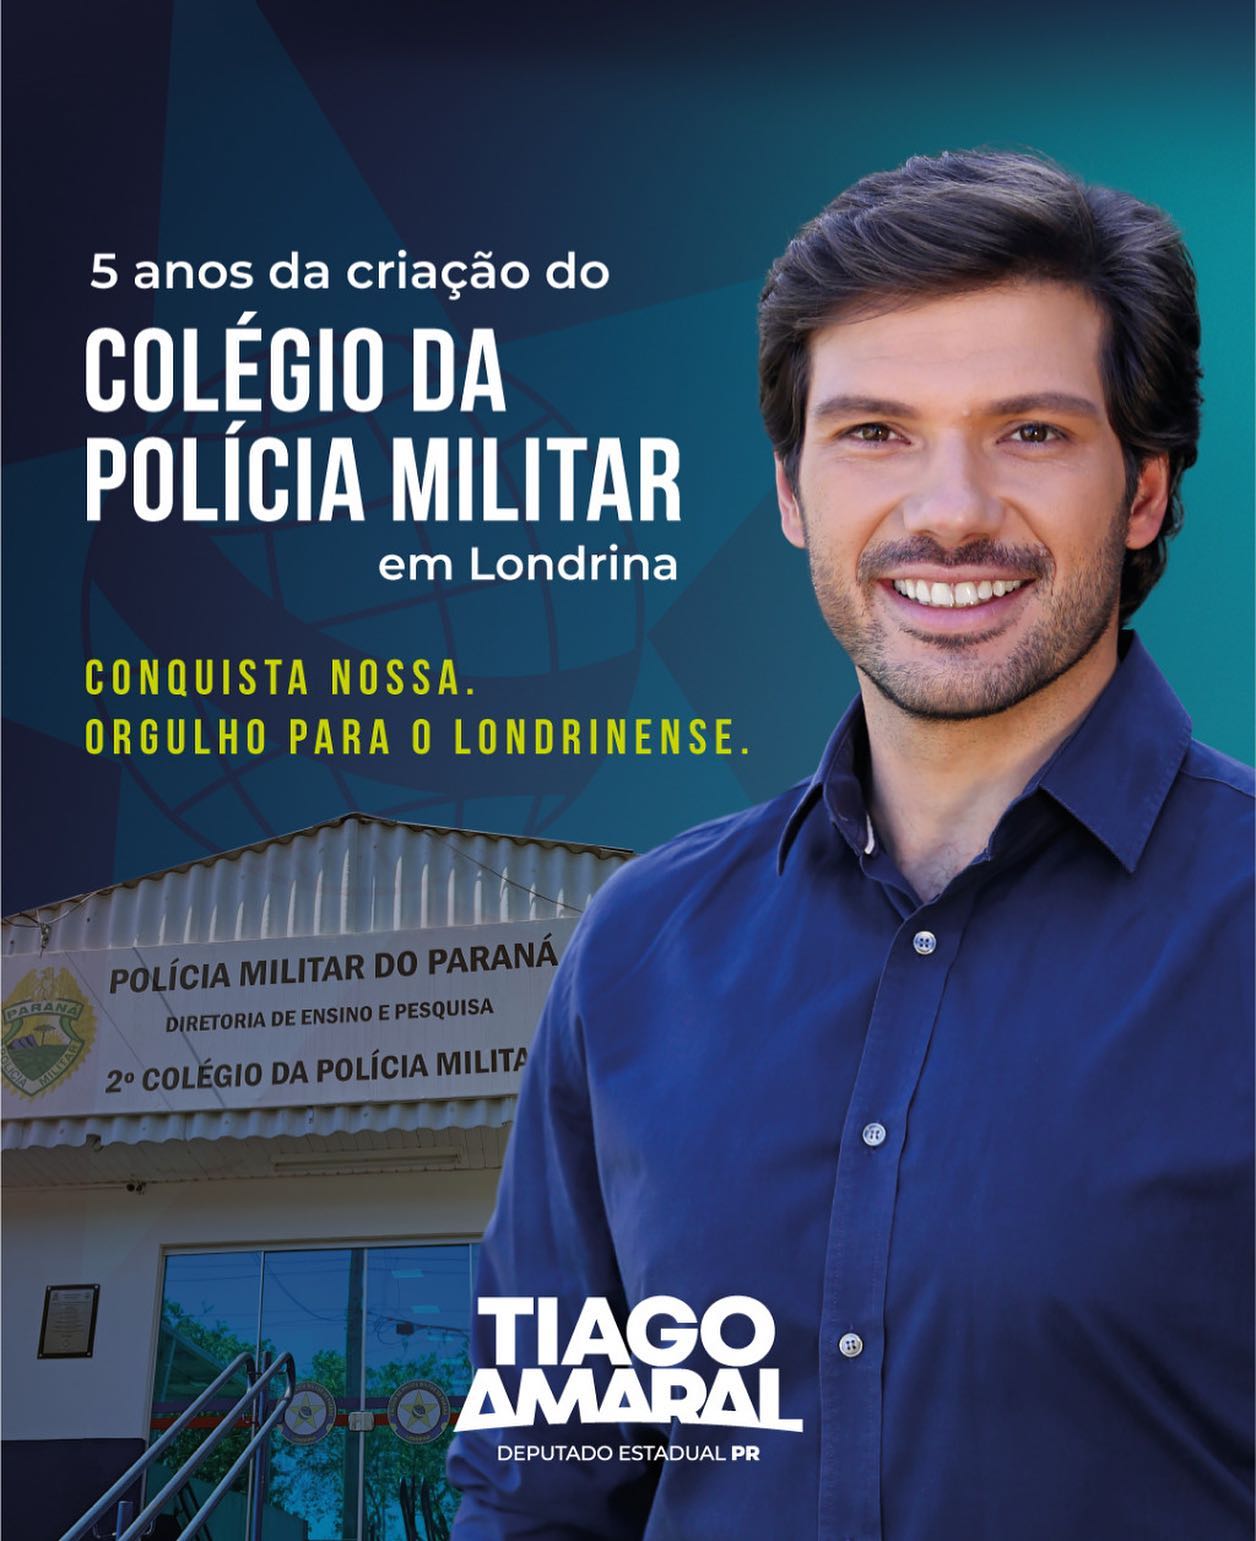 5 anos da criação do
COLÉGIO DA
POLÍCIA MILITAR
em Londrina
CONQUISTA NOSSA.
ORGULHO PARA O LONDRINENSE.
POLÍCIA MILITAR DO PARANÁ
DIRETORIA DE ENSINO E PESQUISA
2º COLÉGIO DA POLÍCIA MILITA
PARANÁ
POLÍCIA MILITAR
TIAGO
AMARAL
DEPUTADO ESTADUAL PR